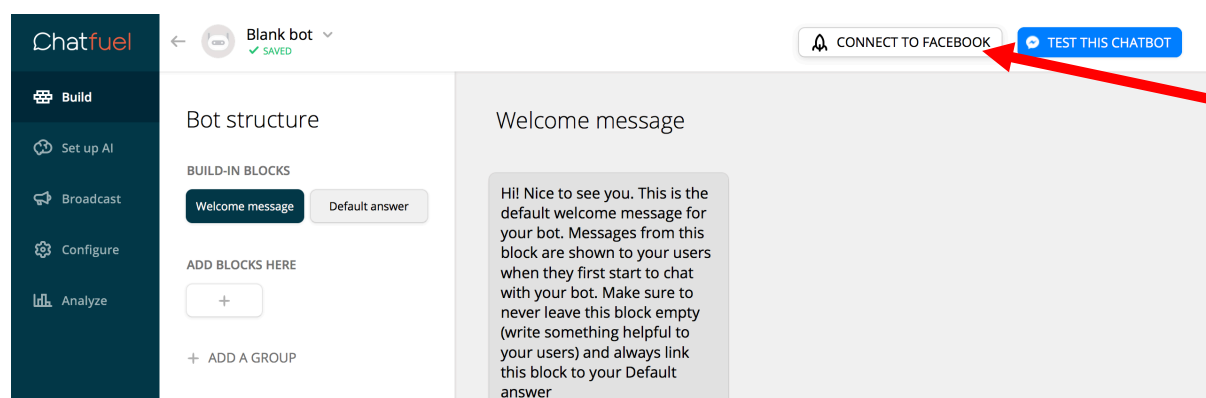 Chatfuel
Blank bot
SAVED
CONNECT TO FACEBOOK
TEST THIS CHATBOT
Build
Set up AI
Broadcast
Configure
Analyze
Bot structure
BUILD-IN BLOCKS
Welcome message
Default answer
ADD BLOCKS HERE
+
+ ADD A GROUP
Welcome message
Hi! Nice to see you. This is the
default welcome message for
your bot. Messages from this
block are shown to your users
when they first start to chat
with your bot. Make sure to
never leave this block empty
(write something helpful to
your users) and always link
this block to your Default
answer